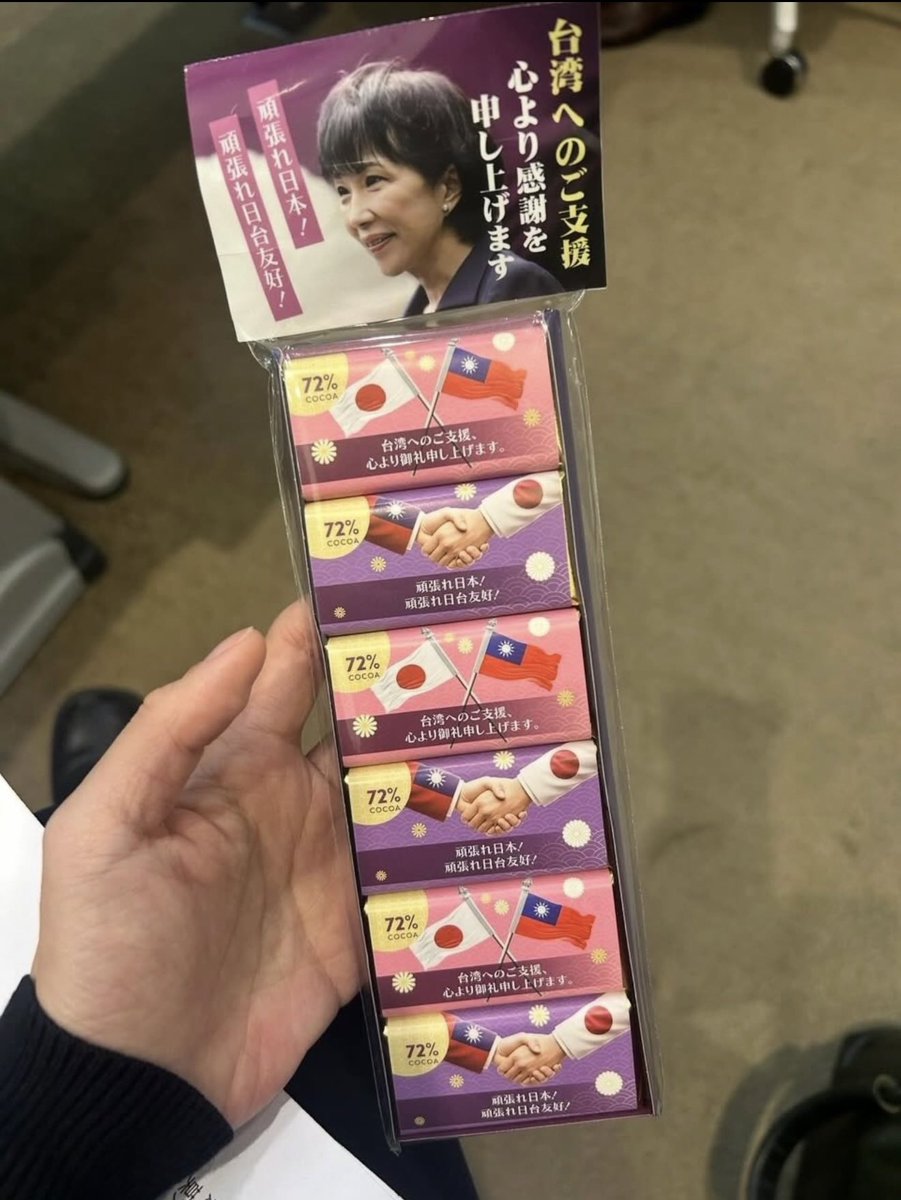 台湾へのご支援
心より感謝を
申し上げます
頑張れ日本！
頑張れ日台友好！
72%
COCOA
台湾へのご支援、
心より御礼申し上げます。
72%
COCOA
頑張れ日本！
頑張れ日台友好！
72%
COCOA
台湾へのご支援、
心より御礼申し上げます。
72%
COCOA
頑張れ日本！
頑張れ日台友好！
72%
COCOA
台湾へのご支援、
心より御礼申し上げます。
72%
COCOA
頑張れ日本！
頑張れ日台友好！